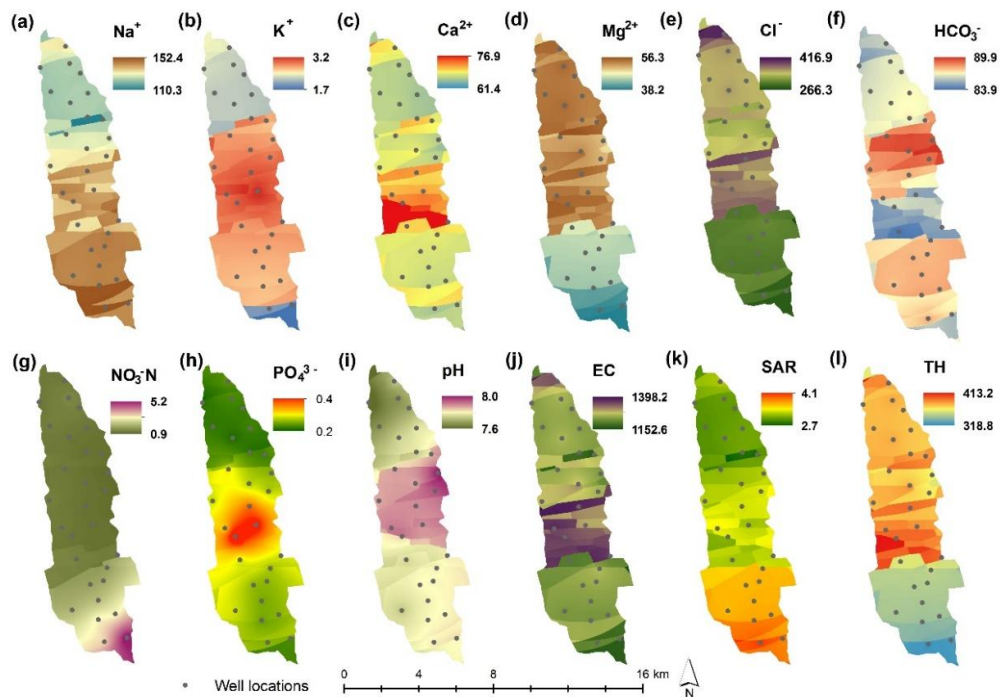 (a) Na+ 152.4 110.3
(b) K+ 3.2 1.7
(c) Ca2+ 76.9 61.4
(d) Mg2+ 56.3 38.2
(e) Cl- 416.9 266.3
(f) HCO3- 89.9 83.9
(g) NO3-N 5.2 0.9
(h) PO4 3- 0.4 0.2
(i) pH 8.0 7.6
(j) EC 1398.2 1152.6
(k) SAR 4.1 2.7
(l) TH 413.2 318.8
Well locations
0 4 8 16 km
N